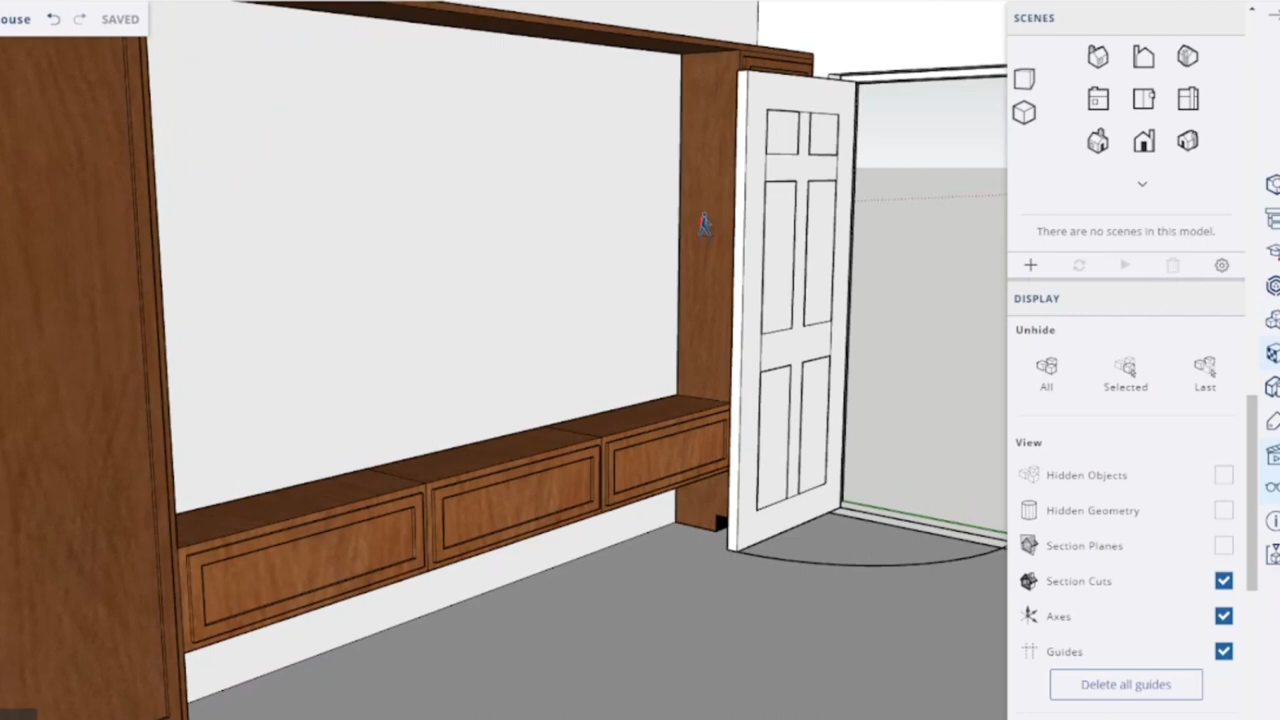 ouse SAVED
SCENES
There are no scenes in this model.
DISPLAY
Unhide
All Selected Last
View
Hidden Objects
Hidden Geometry
Section Planes
Section Cuts
Axes
Guides
Delete all guides